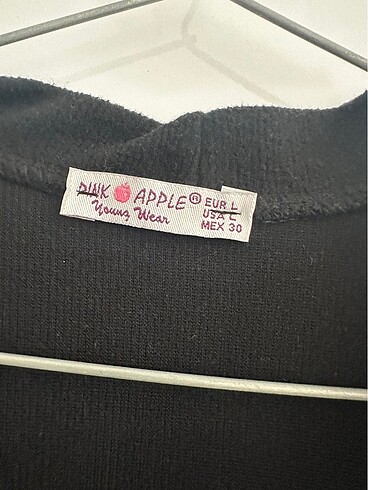 PINK APPLE®
Young Wear
EUR L
USA L
MEX 30